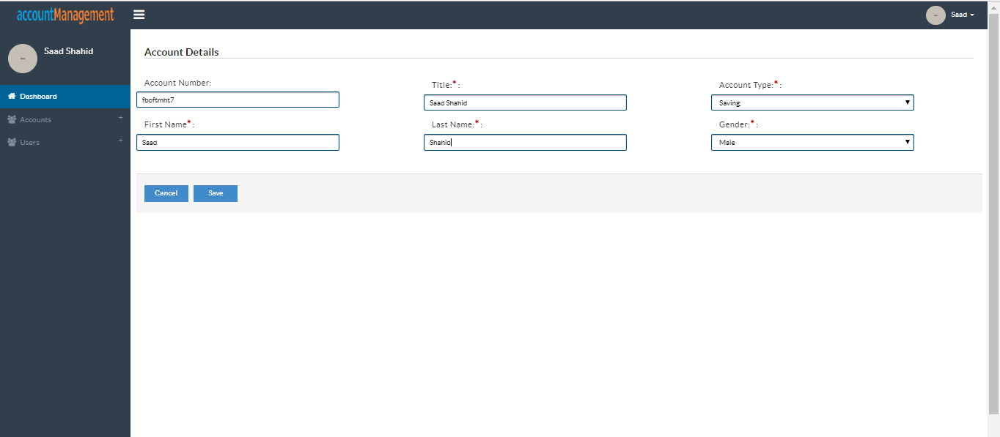 accountManagement
Saad
Saad Shahid
Dashboard
Accounts +
Users +
Account Details
Account Number: Title:* : Account Type:* :
fboftmht7 Saad Shahid Saving
First Name* : Last Name:* : Gender:* :
Saad Shahid Male
Cancel Save